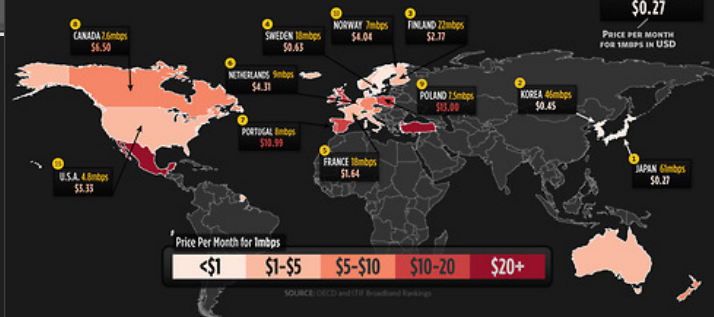 $0.27
PRICE PER MONTH
FOR 1MBPS IN USD
8
CANADA 7.6mbps
$6.50
4
SWEDEN 18mbps
$0.63
10
NORWAY 7mbps
$4.04
3
FINLAND 22mbps
$2.77
6
NETHERLANDS 9mbps
$4.31
9
POLAND 7.5mbps
$13.00
2
KOREA 46mbps
$0.45
7
PORTUGAL 8mbps
$10.99
5
FRANCE 18mbps
$1.64
15
U.S.A. 4.8mbps
$3.33
1
JAPAN 61mbps
$0.27
Price Per Month for 1mbps
<$1 $1-$5 $5-$10 $10-20 $20+
SOURCE: OECD and ITIF Broadband Rankings